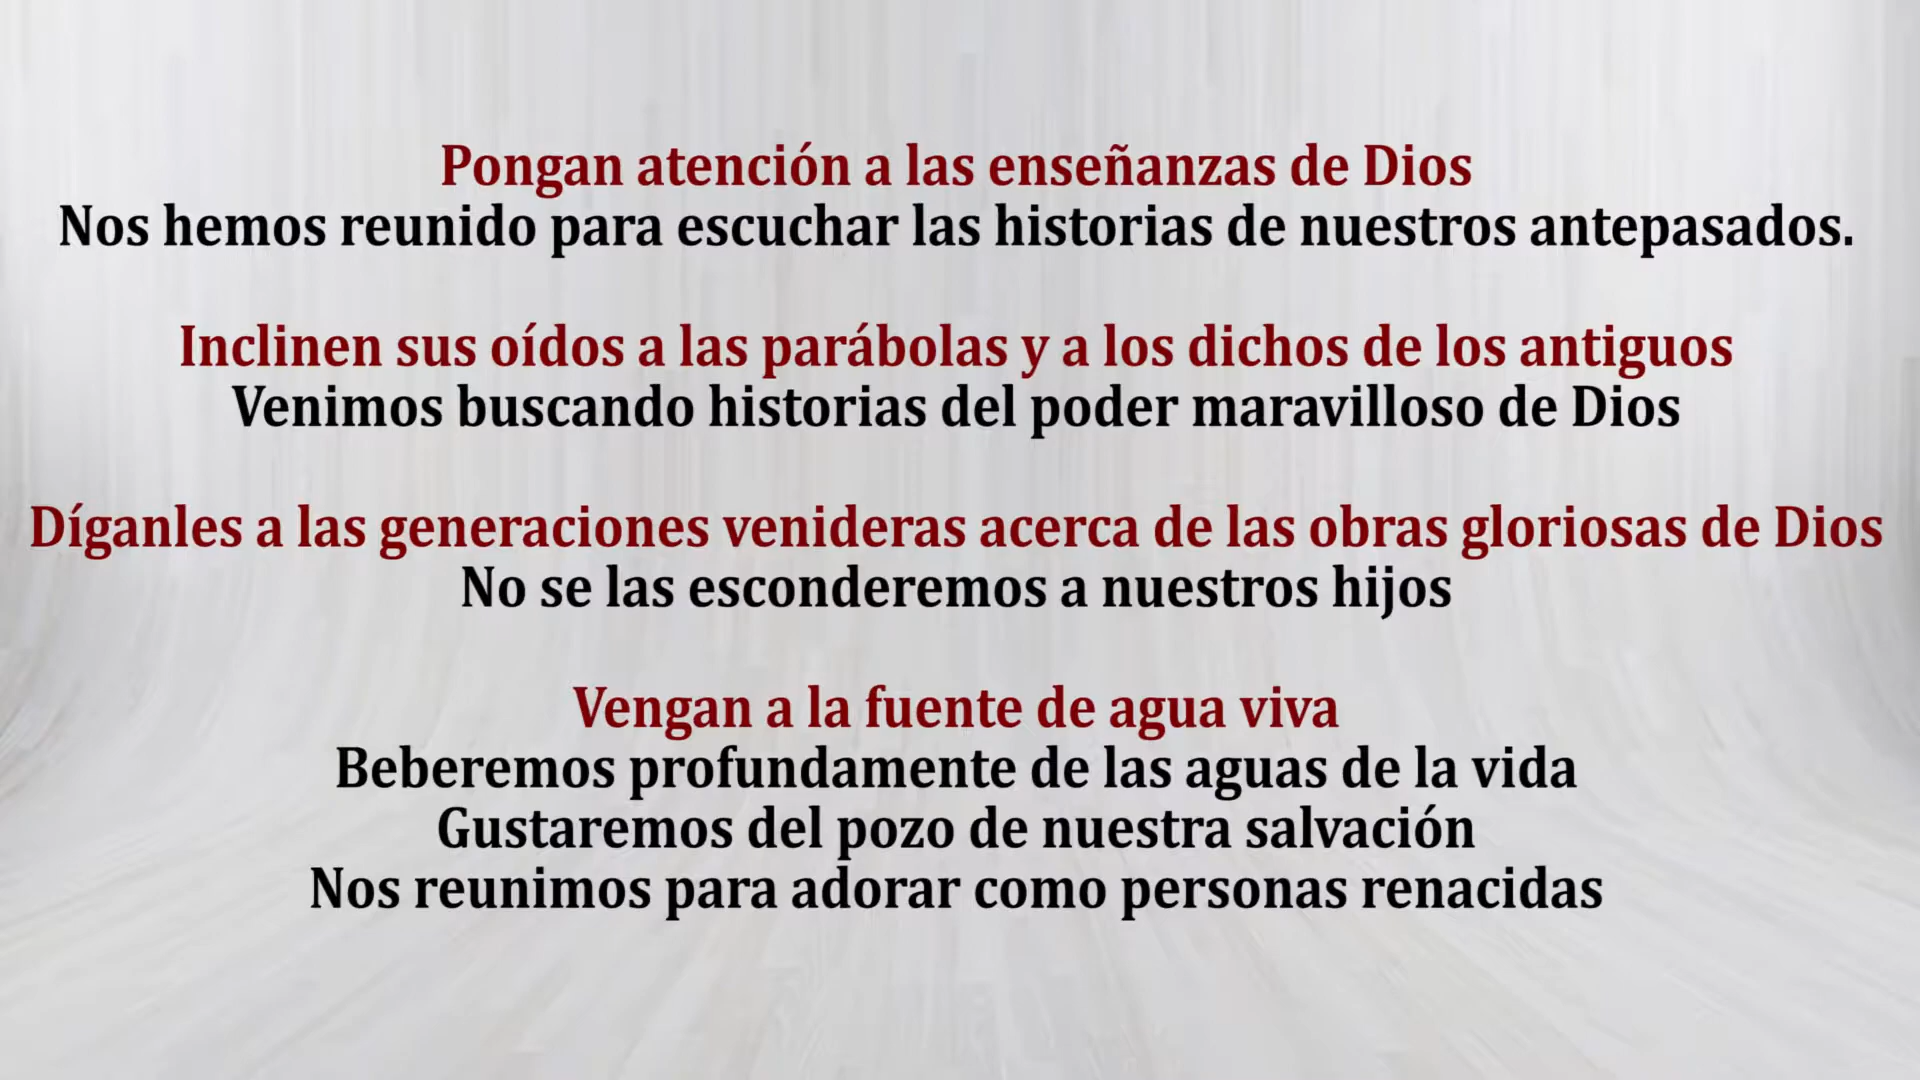 Pongan atención a las enseñanzas de Dios
Nos hemos reunido para escuchar las historias de nuestros antepasados.
Inclinen sus oídos a las parábolas y a los dichos de los antiguos
Venimos buscando historias del poder maravilloso de Dios
Díganles a las generaciones venideras acerca de las obras gloriosas de Dios
No se las esconderemos a nuestros hijos
Vengan a la fuente de agua viva
Beberemos profundamente de las aguas de la vida
Gustaremos del pozo de nuestra salvación
Nos reunimos para adorar como personas renacidas